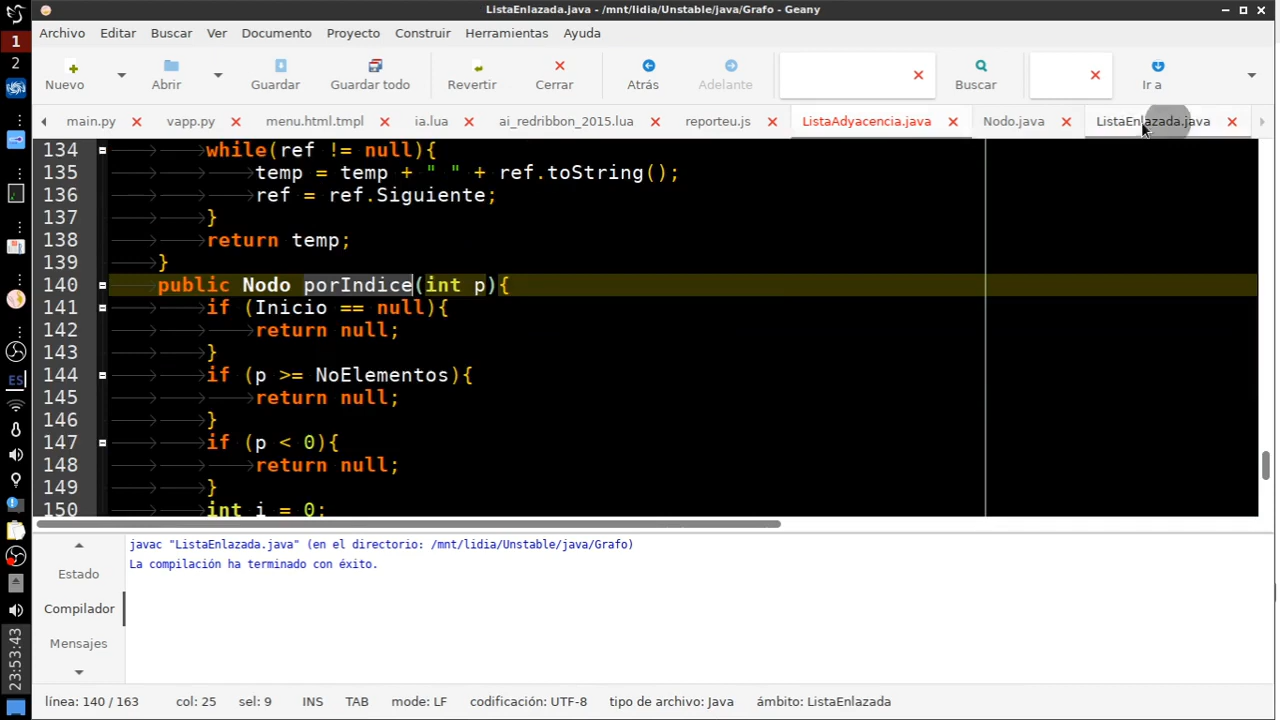 ListaEnlazada.java - /mnt/lidia/Unstable/java/Grafo - Geany
1
2
ES
23:53:43
Archivo Editar Buscar Ver Documento Proyecto Construir Herramientas Ayuda
Nuevo Abrir Guardar Guardar todo Revertir Cerrar Atrás Adelante Buscar Ir a
main.py vapp.py menu.html.tmpl ia.lua ai_redribbon_2015.lua reporteu.js ListaAdyacencia.java Nodo.java ListaEnlazada.java
134 while(ref != null){
135 temp = temp + " " + ref.toString();
136 ref = ref.Siguiente;
137 }
138 return temp;
139 }
140 public Nodo porIndice(int p){
141 if (Inicio == null){
142 return null;
143 }
144 if (p >= NoElementos){
145 return null;
146 }
147 if (p < 0){
148 return null;
149 }
150 int i = 0;
Estado
Compilador
Mensajes
javac "ListaEnlazada.java" (en el directorio: /mnt/lidia/Unstable/java/Grafo)
La compilación ha terminado con éxito.
línea: 140 / 163 col: 25 sel: 9 INS TAB mode: LF codificación: UTF-8 tipo de archivo: Java ámbito: ListaEnlazada